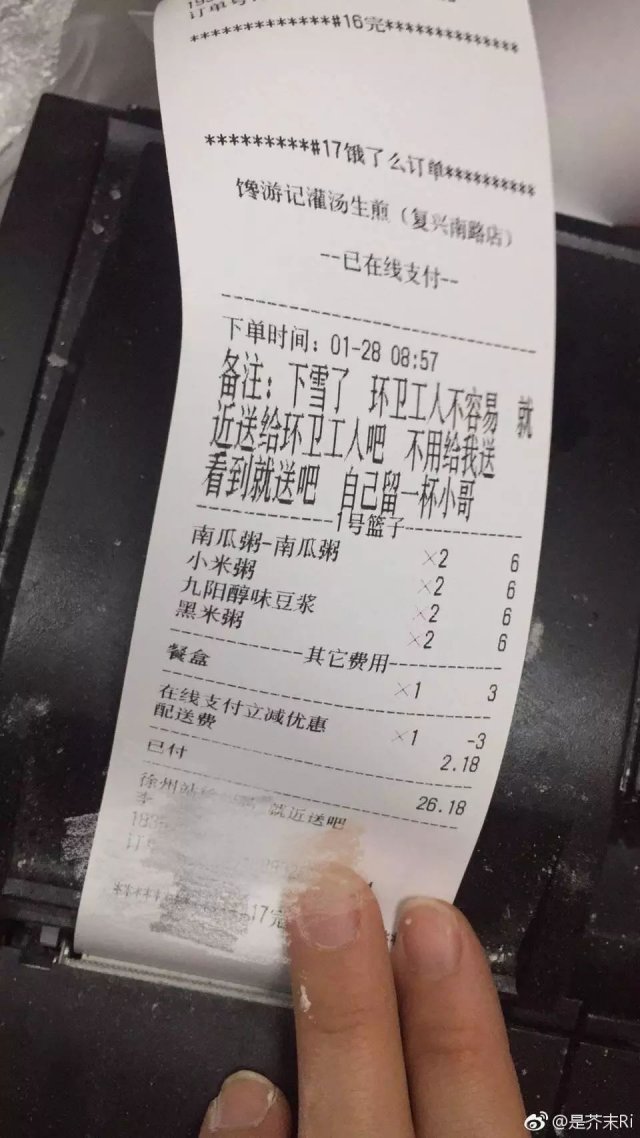 订单号
*************#16完**************
*********#17饿了么订单**********
馋游记灌汤生煎（复兴南路店）
--已在线支付--
下单时间：01-28 08:57
备注：下雪了 环卫工人不容易 就
近送给环卫工人吧 不用给我送
看到就送吧 自己留一杯小哥
1号篮子
南瓜粥-南瓜粥 ×2 6
小米粥 ×2 6
九阳醇味豆浆 ×2 6
黑米粥 ×2 6
其它费用
餐盒 ×1 3
在线支付立减优惠 ×1 -3
配送费 2.18
已付 26.18
徐州站 就近送吧
李
183
订
17完
@是芥末Ri